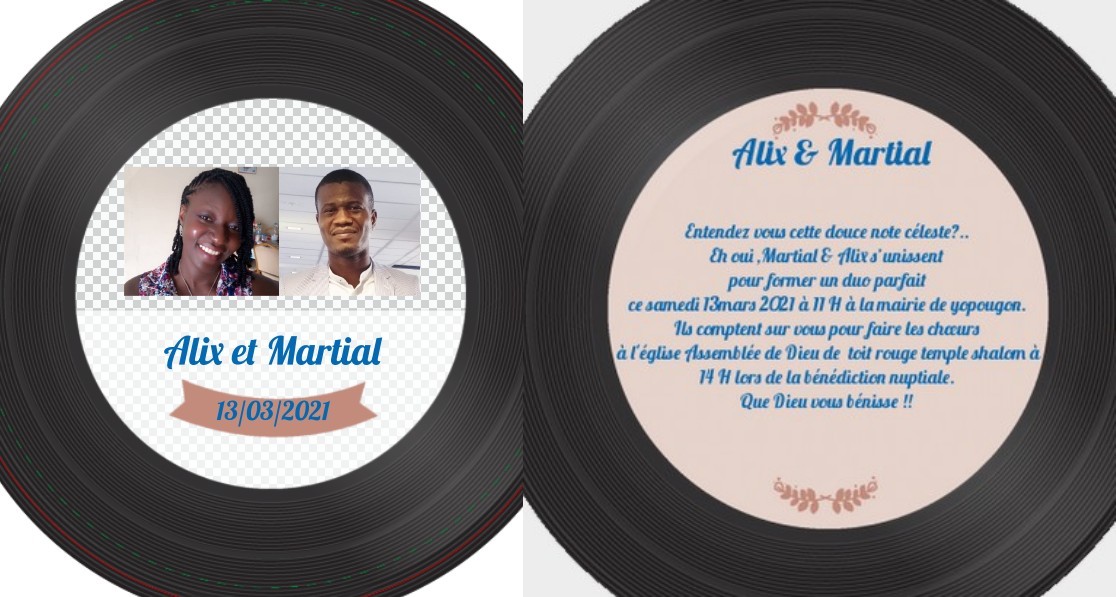 Alix et Martial
13/03/2021
Alix & Martial
Entendez vous cette douce note céleste?..
Eh oui ,Martial & Alix s'unissent
pour former un duo parfait
ce samedi 13mars 2021 à 11 H à la mairie de yopougon.
Ils comptent sur vous pour faire les chœurs
à l'église Assemblée de Dieu de toit rouge temple shalom à
14 H lors de la bénédiction nuptiale.
Que Dieu vous bénisse !!